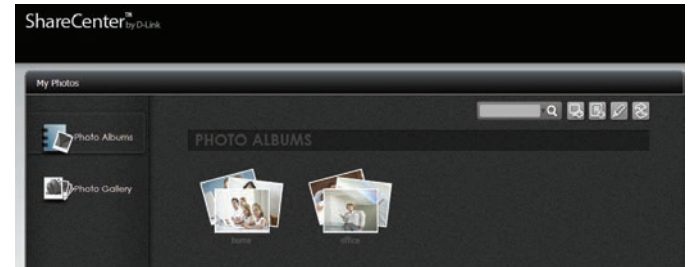 ShareCenter™ by D-Link
My Photos
Photo Albums
PHOTO ALBUMS
Photo Gallery
home
office